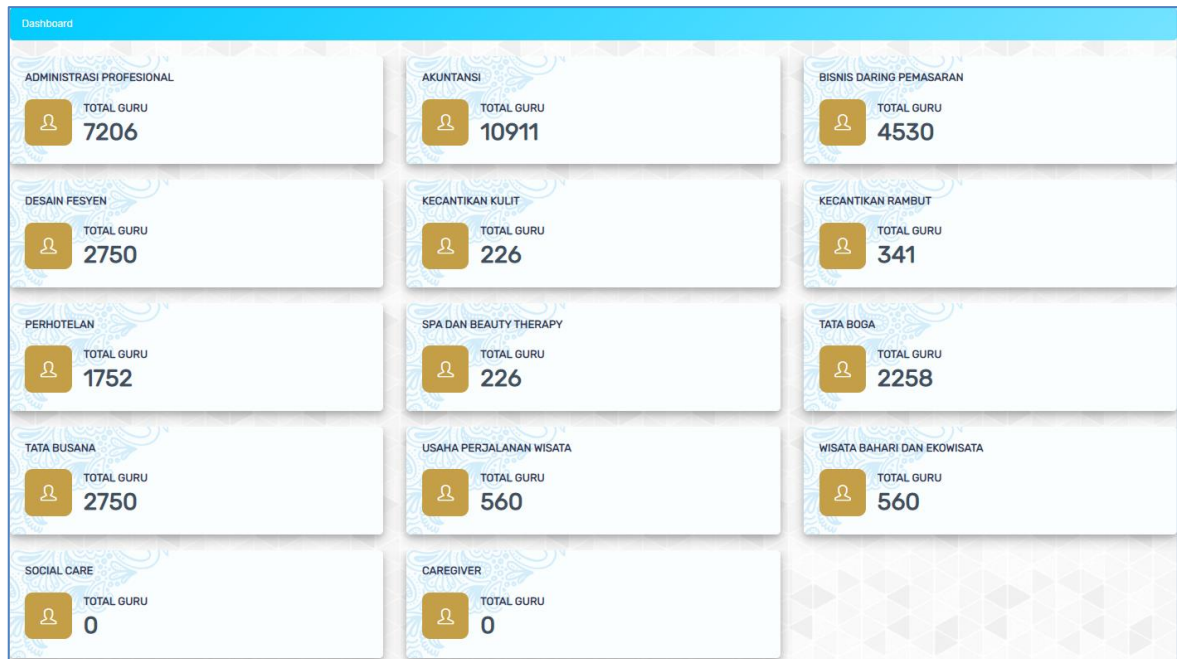 Dashboard
ADMINISTRASI PROFESIONAL
TOTAL GURU
7206
AKUNTANSI
TOTAL GURU
10911
BISNIS DARING PEMASARAN
TOTAL GURU
4530
DESAIN FESYEN
TOTAL GURU
2750
KECANTIKAN KULIT
TOTAL GURU
226
KECANTIKAN RAMBUT
TOTAL GURU
341
PERHOTELAN
TOTAL GURU
1752
SPA DAN BEAUTY THERAPY
TOTAL GURU
226
TATA BOGA
TOTAL GURU
2258
TATA BUSANA
TOTAL GURU
2750
USAHA PERJALANAN WISATA
TOTAL GURU
560
WISATA BAHARI DAN EKOWISATA
TOTAL GURU
560
SOCIAL CARE
TOTAL GURU
0
CAREGIVER
TOTAL GURU
0